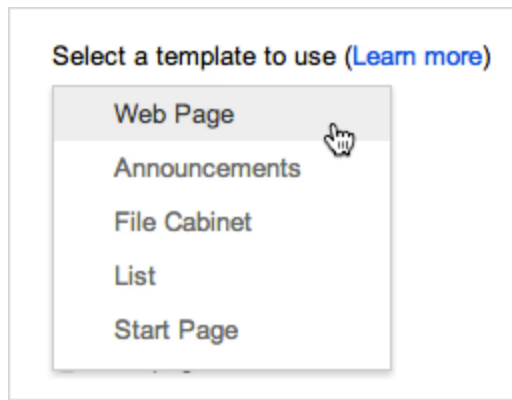 Select a template to use (Learn more)
Web Page
Announcements
File Cabinet
List
Start Page